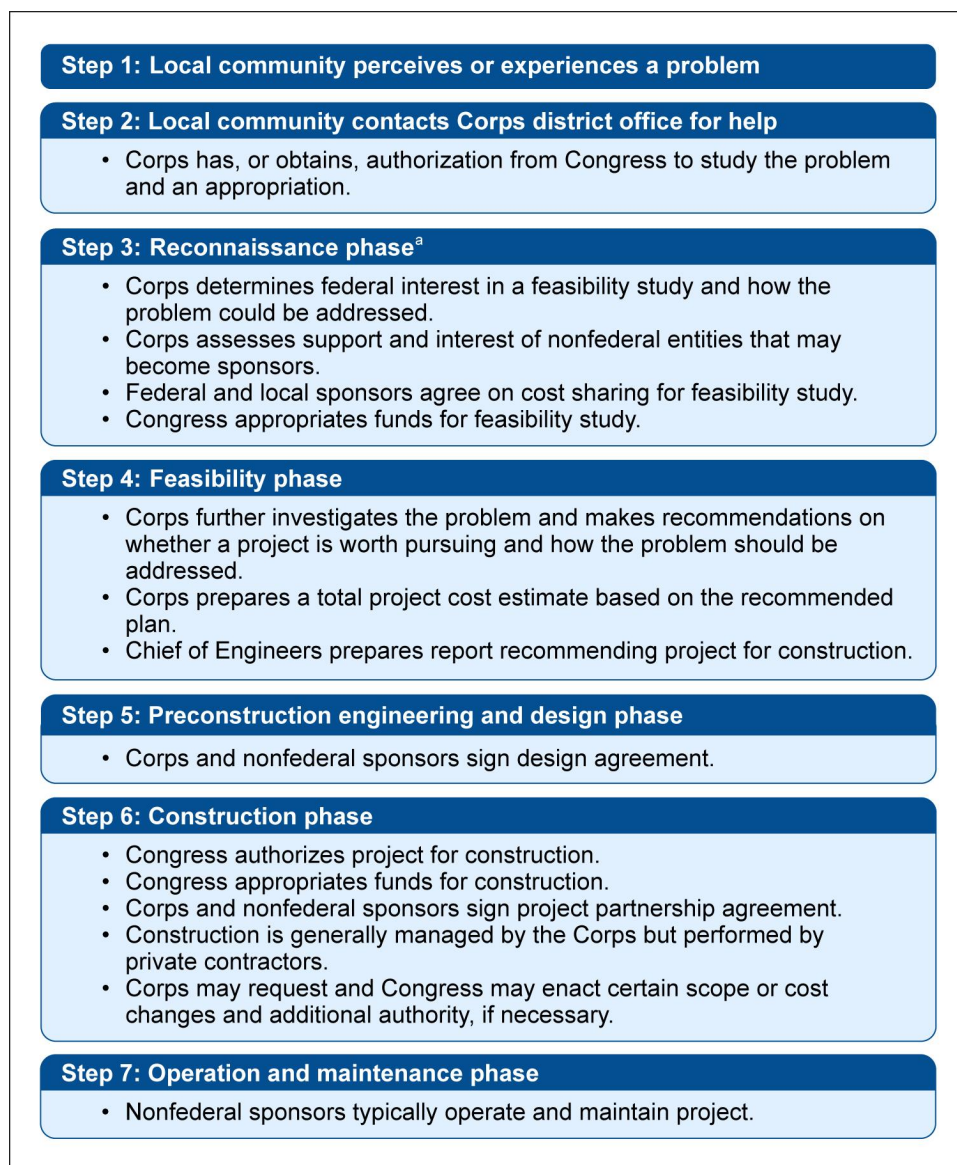 Step 1: Local community perceives or experiences a problem
Step 2: Local community contacts Corps district office for help
• Corps has, or obtains, authorization from Congress to study the problem
and an appropriation.
Step 3: Reconnaissance phaseᵃ
• Corps determines federal interest in a feasibility study and how the
problem could be addressed.
• Corps assesses support and interest of nonfederal entities that may
become sponsors.
• Federal and local sponsors agree on cost sharing for feasibility study.
• Congress appropriates funds for feasibility study.
Step 4: Feasibility phase
• Corps further investigates the problem and makes recommendations on
whether a project is worth pursuing and how the problem should be
addressed.
• Corps prepares a total project cost estimate based on the recommended
plan.
• Chief of Engineers prepares report recommending project for construction.
Step 5: Preconstruction engineering and design phase
• Corps and nonfederal sponsors sign design agreement.
Step 6: Construction phase
• Congress authorizes project for construction.
• Congress appropriates funds for construction.
• Corps and nonfederal sponsors sign project partnership agreement.
• Construction is generally managed by the Corps but performed by
private contractors.
• Corps may request and Congress may enact certain scope or cost
changes and additional authority, if necessary.
Step 7: Operation and maintenance phase
• Nonfederal sponsors typically operate and maintain project.